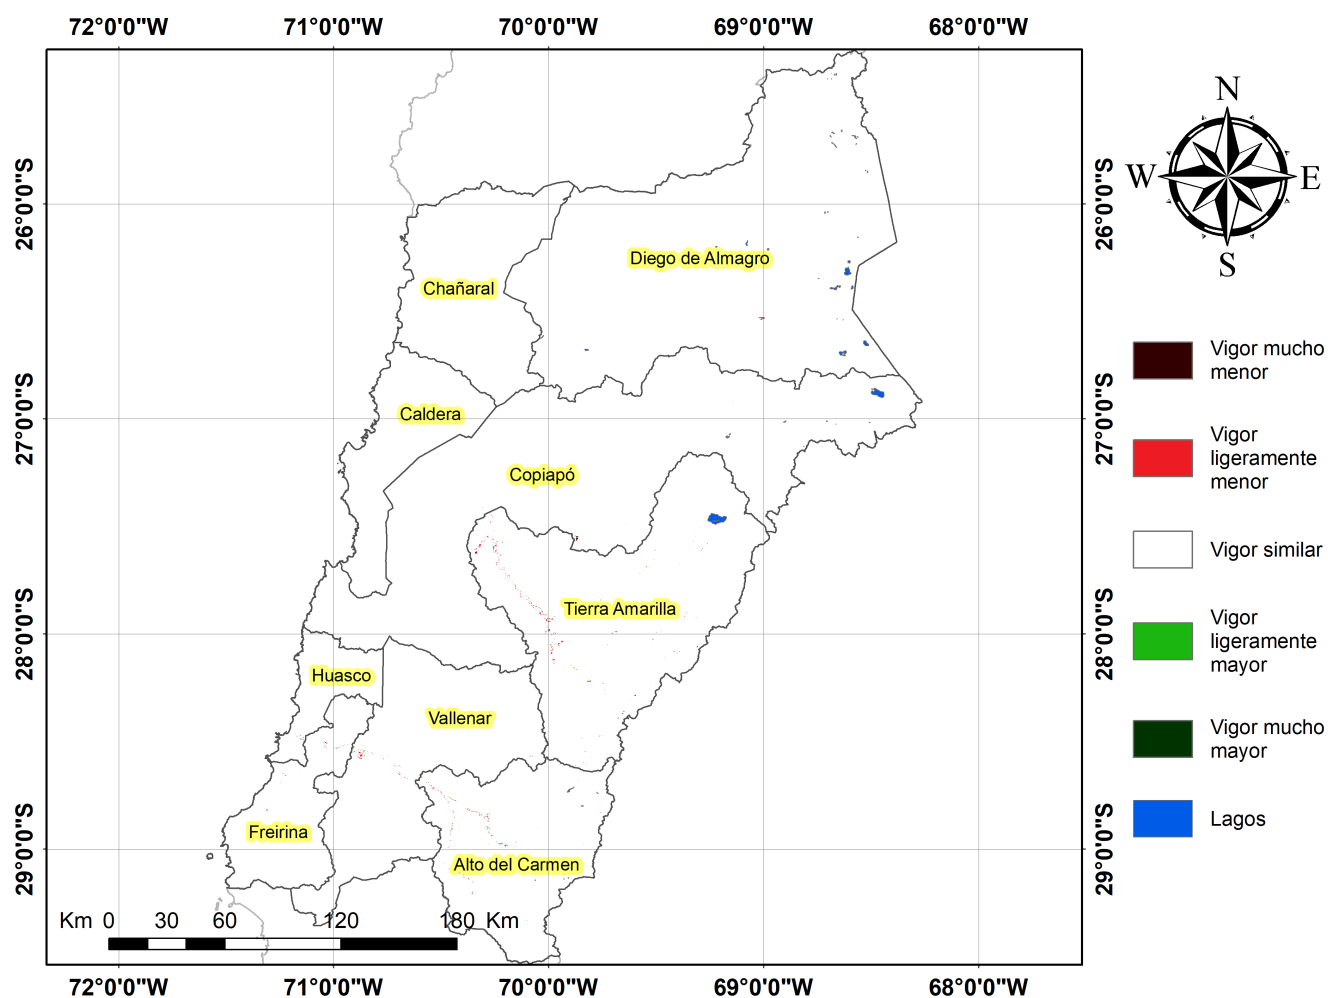 72°0'0"W 71°0'0"W 70°0'0"W 69°0'0"W 68°0'0"W
26°0'0"S
27°0'0"S
28°0'0"S
29°0'0"S
Diego de Almagro
Chañaral
Caldera
Copiapó
Tierra Amarilla
Huasco
Vallenar
Freirina
Alto del Carmen
Km 0 30 60 120 180 Km
72°0'0"W 71°0'0"W 70°0'0"W 69°0'0"W 68°0'0"W
26°0'0"S
27°0'0"S
28°0'0"S
29°0'0"S
N
W E
S
Vigor mucho
menor
Vigor
ligeramente
menor
Vigor similar
Vigor
ligeramente
mayor
Vigor mucho
mayor
Lagos